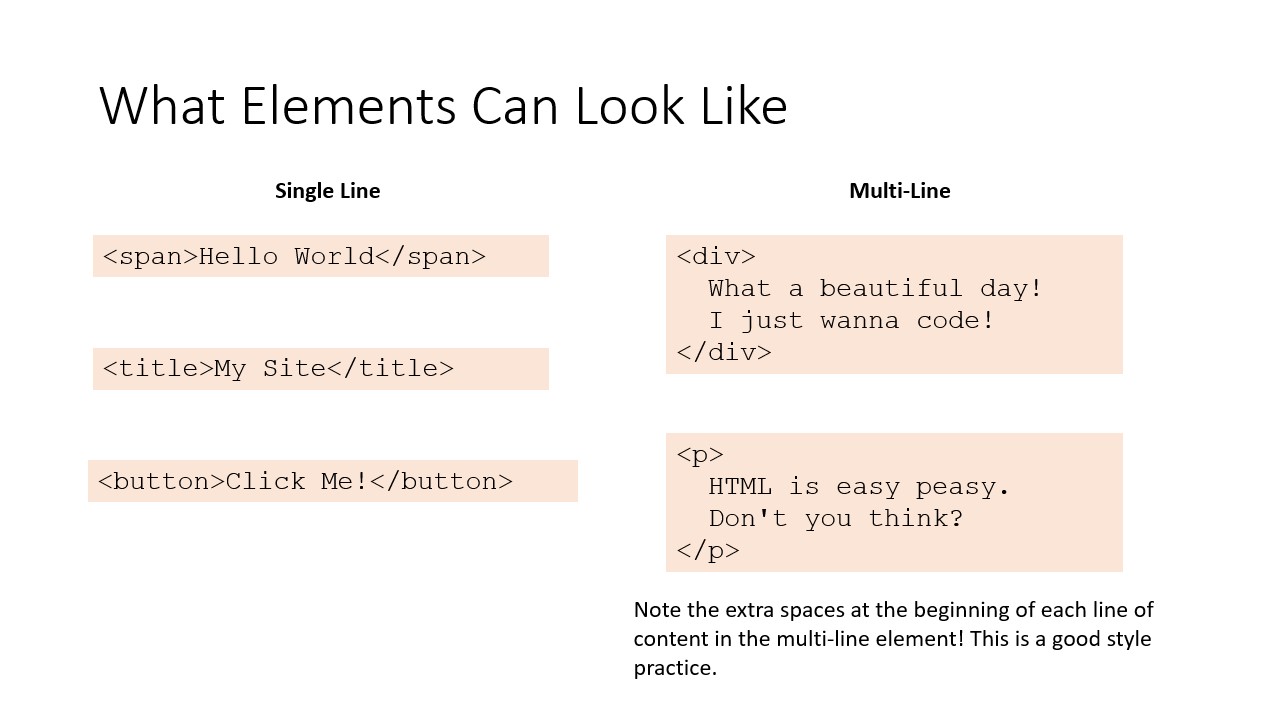 What Elements Can Look Like
Single Line
<span>Hello World</span>
<title>My Site</title>
<button>Click Me!</button>
Multi-Line
<div>
  What a beautiful day!
  I just wanna code!
</div>
<p>
  HTML is easy peasy.
  Don't you think?
</p>
Note the extra spaces at the beginning of each line of
content in the multi-line element! This is a good style
practice.